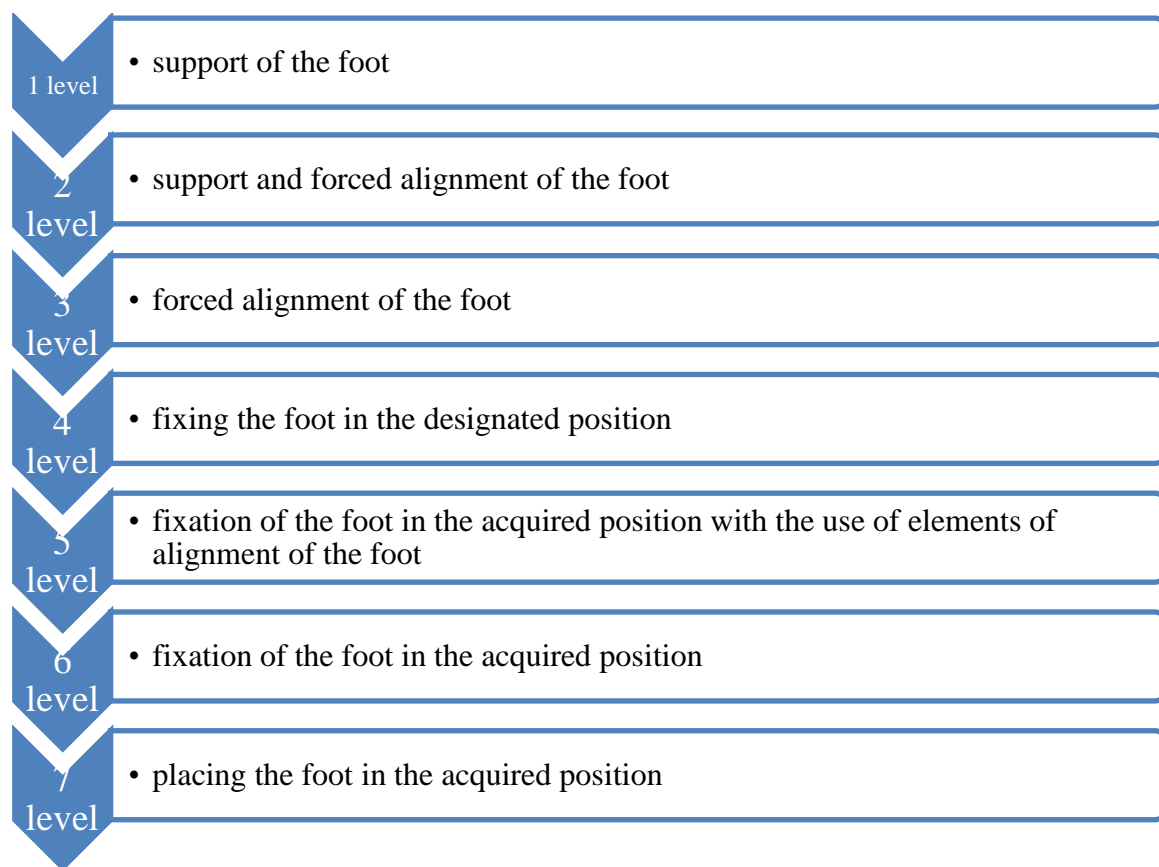 1 level
• support of the foot
2
level
• support and forced alignment of the foot
3
level
• forced alignment of the foot
4
level
• fixing the foot in the designated position
5
level
• fixation of the foot in the acquired position with the use of elements of
alignment of the foot
6
level
• fixation of the foot in the acquired position
7
level
• placing the foot in the acquired position